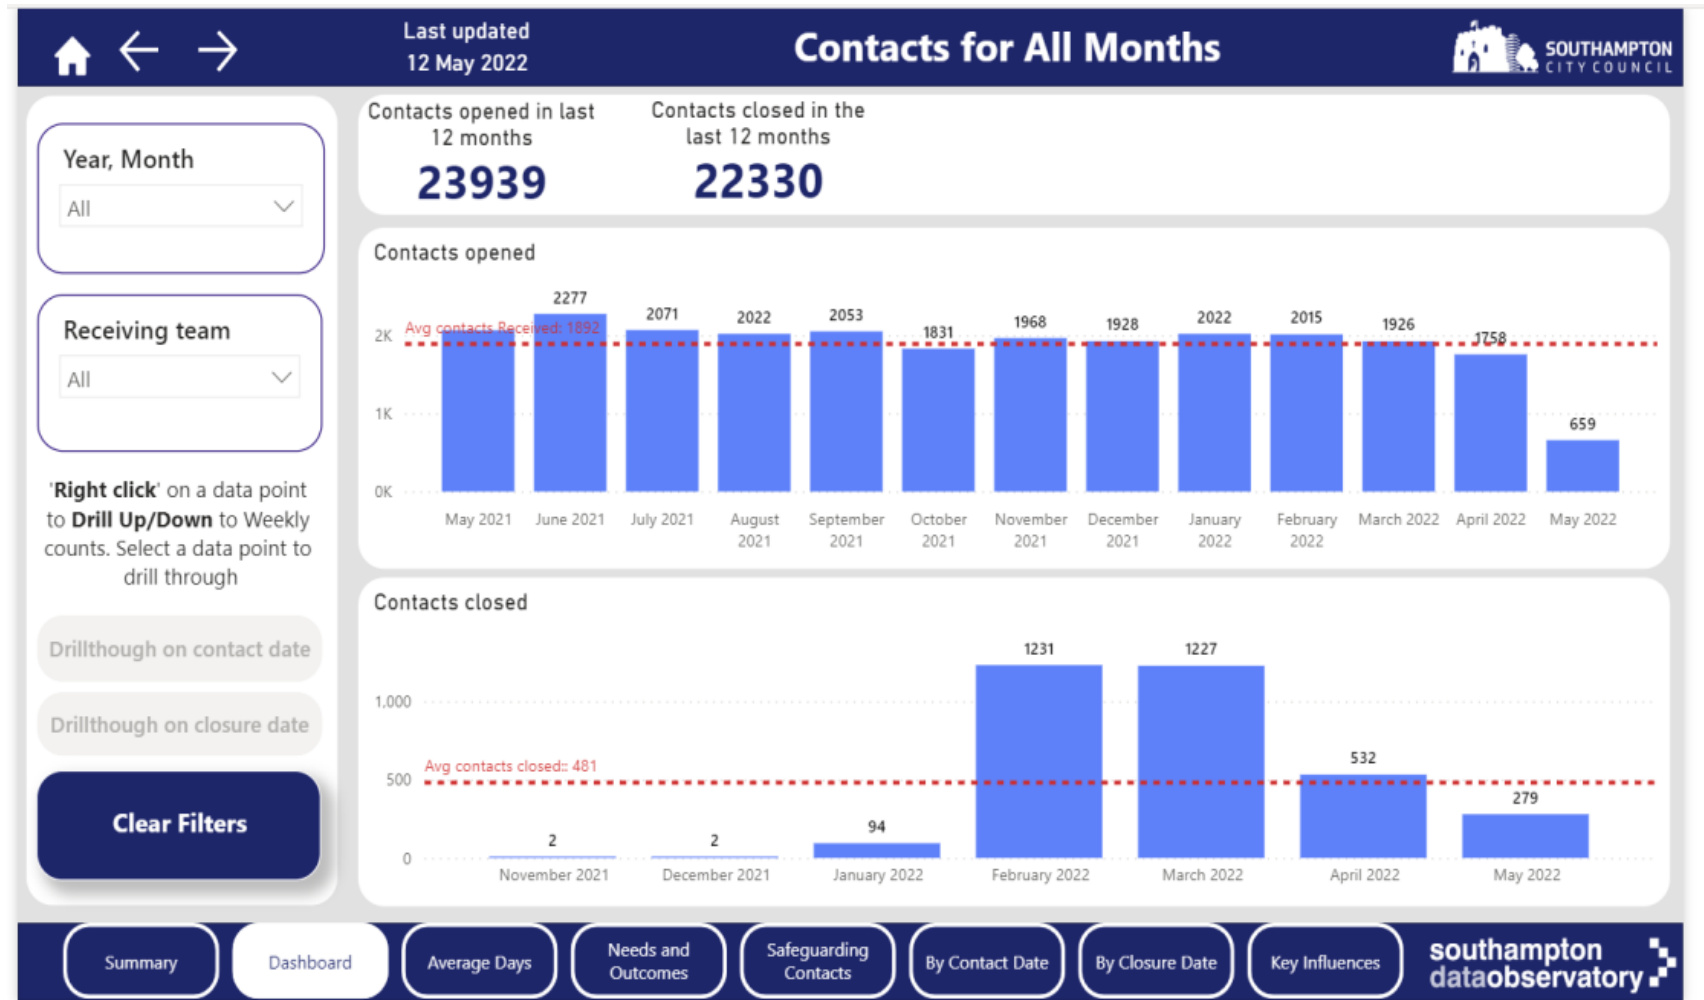 Last updated
12 May 2022
Contacts for All Months
SOUTHAMPTON
CITY COUNCIL
Year, Month
All
Receiving team
All
'Right click' on a data point
to Drill Up/Down to Weekly
counts. Select a data point to
drill through
Drillthough on contact date
Drillthough on closure date
Clear Filters
Contacts opened in last
12 months
23939
Contacts closed in the
last 12 months
22330
Contacts opened
2277
2071
2022
2053
1831
1968
1928
2022
2015
1926
1758
659
Avg contacts Received: 1892
2K
1K
0K
May 2021
June 2021
July 2021
August
2021
September
2021
October
2021
November
2021
December
2021
January
2022
February
2022
March 2022
April 2022
May 2022
Contacts closed
1,000
500
0
Avg contacts closed:: 481
2
2
94
1231
1227
532
279
November 2021
December 2021
January 2022
February 2022
March 2022
April 2022
May 2022
Summary
Dashboard
Average Days
Needs and
Outcomes
Safeguarding
Contacts
By Contact Date
By Closure Date
Key Influences
southampton
dataobservatory